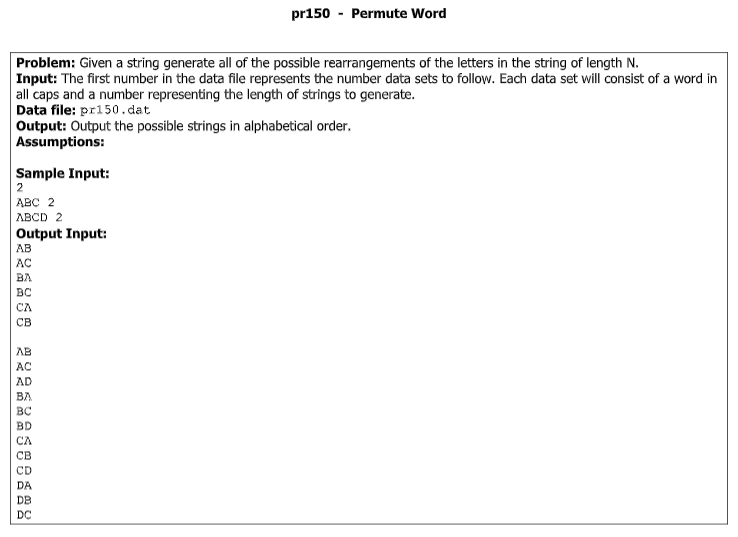 pr150 - Permute Word
Problem: Given a string generate all of the possible rearrangements of the letters in the string of length N.
Input: The first number in the data file represents the number data sets to follow. Each data set will consist of a word in
all caps and a number representing the length of strings to generate.
Data file: pr150.dat
Output: Output the possible strings in alphabetical order.
Assumptions:
Sample Input:
2
ABC 2
ABCD 2
Output Input:
AB
AC
BA
BC
CA
CB
AB
AC
AD
BA
BC
BD
CA
CB
CD
DA
DB
DC